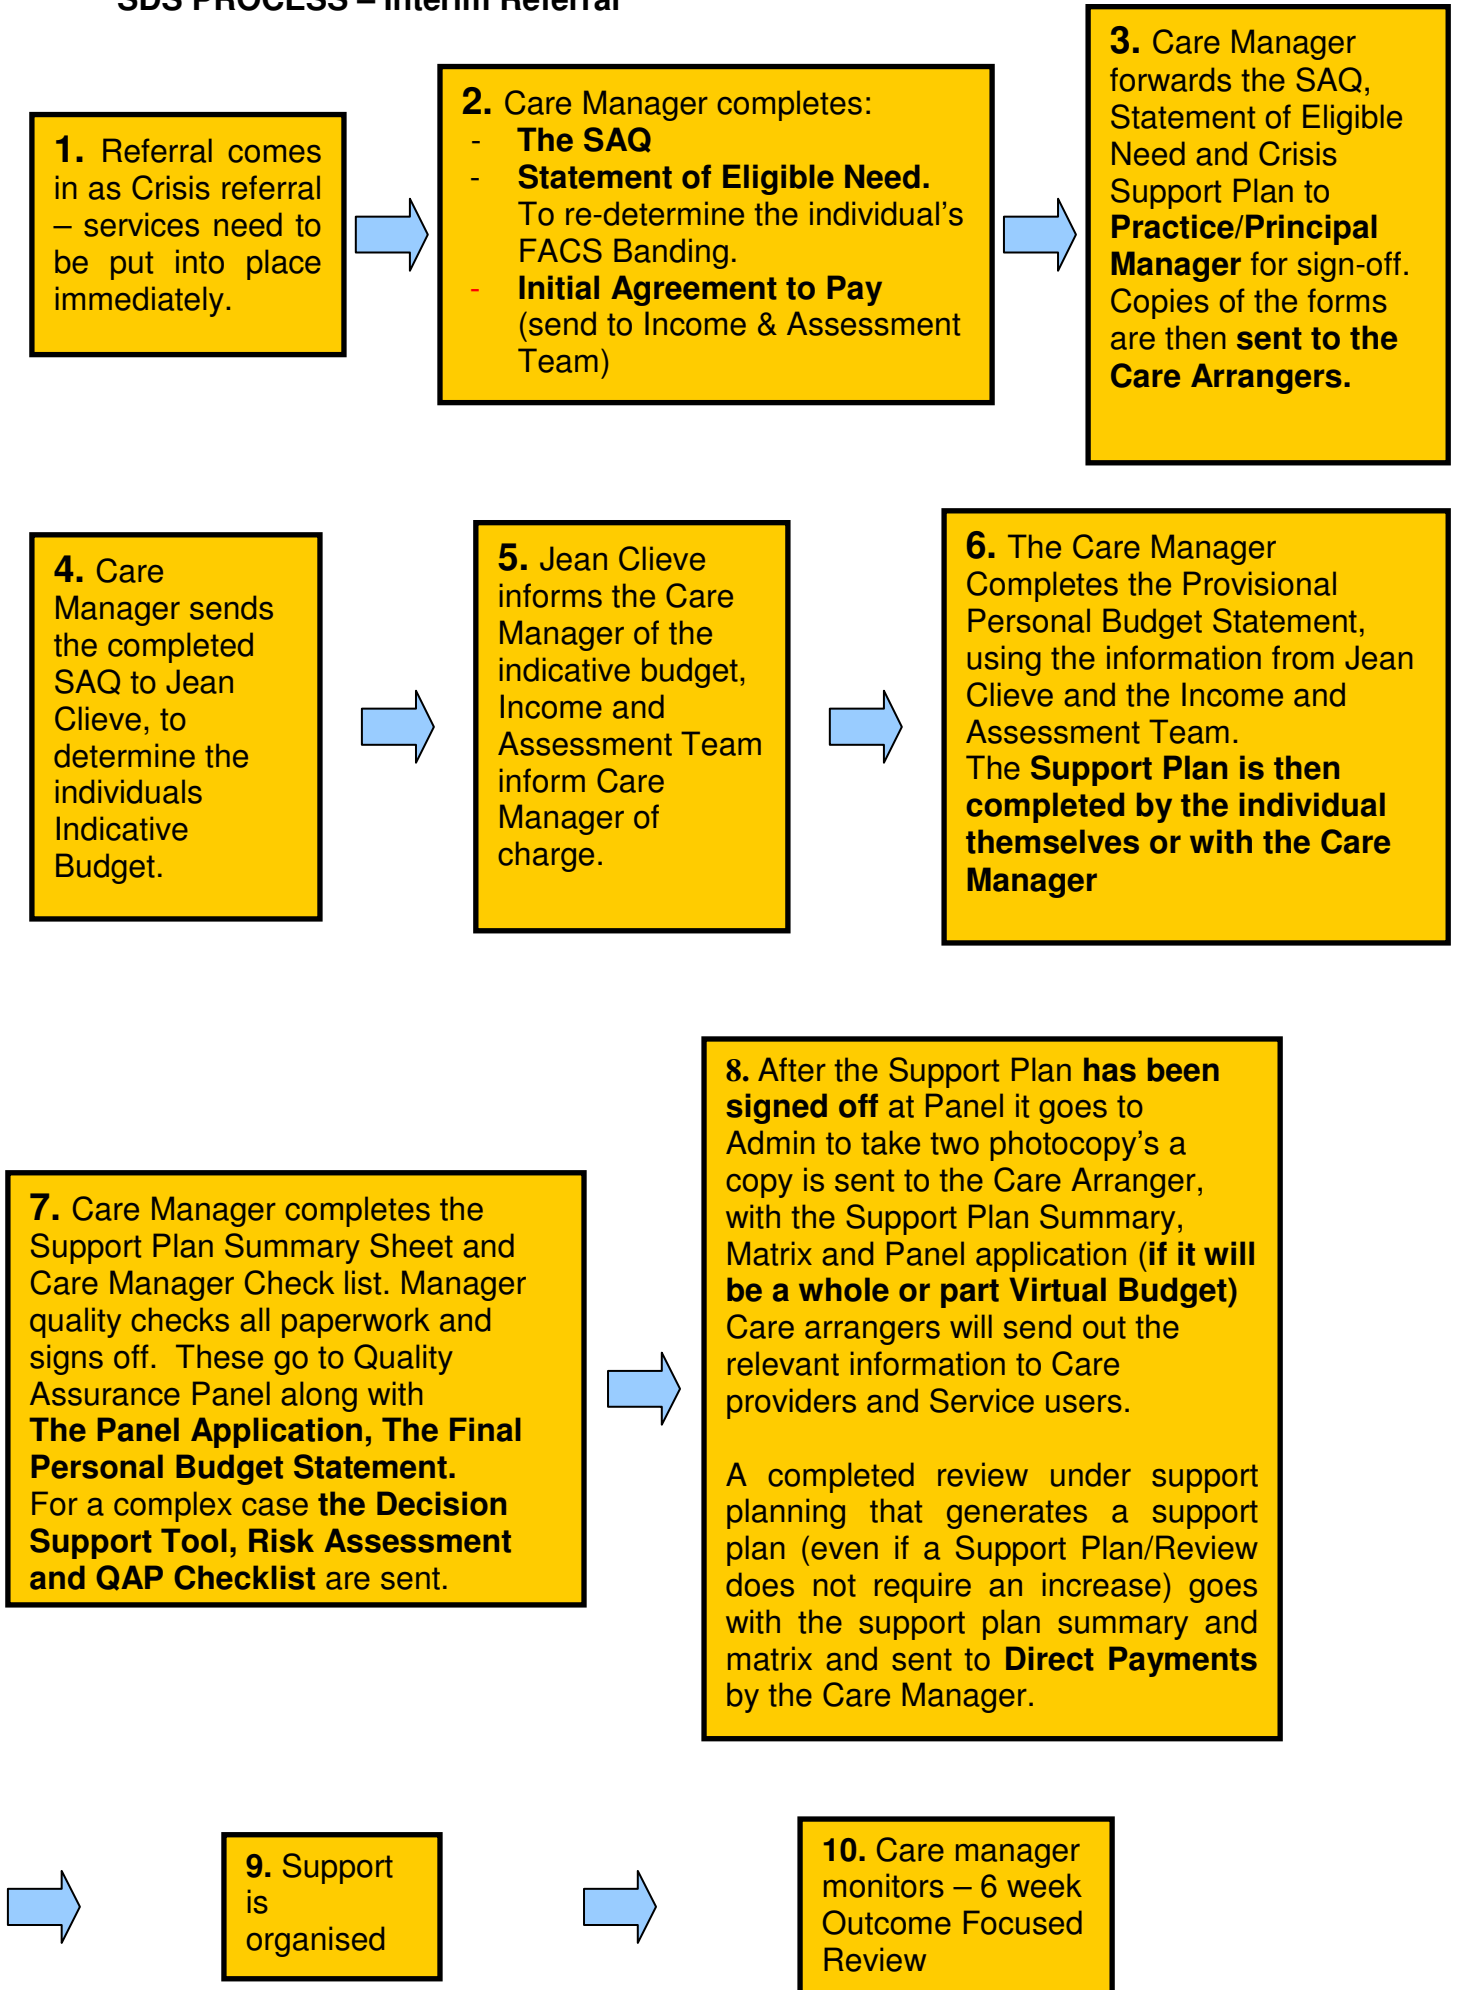 SDS PROCESS – Interim Referral
1. Referral comes
in as Crisis referral
– services need to
be put into place
immediately.
2. Care Manager completes:
- The SAQ
- Statement of Eligible Need.
To re-determine the individual’s
FACS Banding.
- Initial Agreement to Pay
(send to Income & Assessment
Team)
3. Care Manager
forwards the SAQ,
Statement of Eligible
Need and Crisis
Support Plan to
Practice/Principal
Manager for sign-off.
Copies of the forms
are then sent to the
Care Arrangers.
4. Care
Manager sends
the completed
SAQ to Jean
Clieve, to
determine the
individuals
Indicative
Budget.
5. Jean Clieve
informs the Care
Manager of the
indicative budget,
Income and
Assessment Team
inform Care
Manager of
charge.
6. The Care Manager
Completes the Provisional
Personal Budget Statement,
using the information from Jean
Clieve and the Income and
Assessment Team.
The Support Plan is then
completed by the individual
themselves or with the Care
Manager
7. Care Manager completes the
Support Plan Summary Sheet and
Care Manager Check list. Manager
quality checks all paperwork and
signs off.  These go to Quality
Assurance Panel along with
The Panel Application, The Final
Personal Budget Statement.
For a complex case the Decision
Support Tool, Risk Assessment
and QAP Checklist are sent.
8. After the Support Plan has been
signed off at Panel it goes to
Admin to take two photocopy’s a
copy is sent to the Care Arranger,
with the Support Plan Summary,
Matrix and Panel application (if it will
be a whole or part Virtual Budget)
Care arrangers will send out the
relevant information to Care
providers and Service users.
A completed review under support
planning that generates a support
plan (even if a Support Plan/Review
does not require an increase) goes
with the support plan summary and
matrix and sent to Direct Payments
by the Care Manager.
9. Support
is
organised
10. Care manager
monitors – 6 week
Outcome Focused
Review